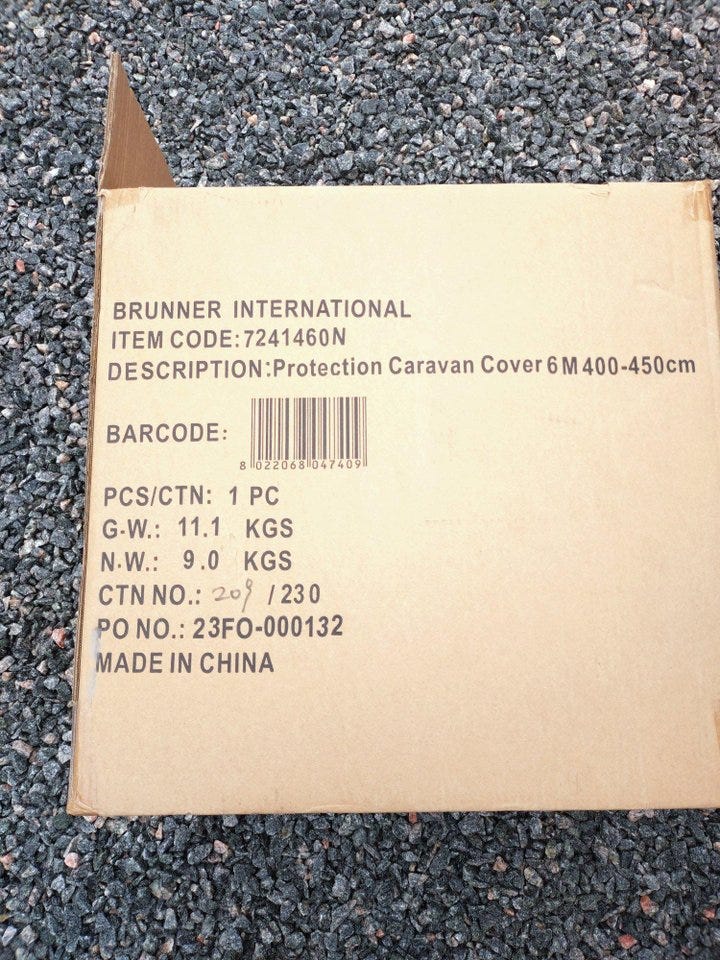 BRUNNER INTERNATIONAL
ITEM CODE:7241460N
DESCRIPTION:Protection Caravan Cover 6M 400-450cm
BARCODE:
8 022068 047409
PCS/CTN: 1 PC
G.W.: 11.1 KGS
N.W.: 9.0 KGS
CTN NO.: 209 /230
PO NO.: 23FO-000132
MADE IN CHINA